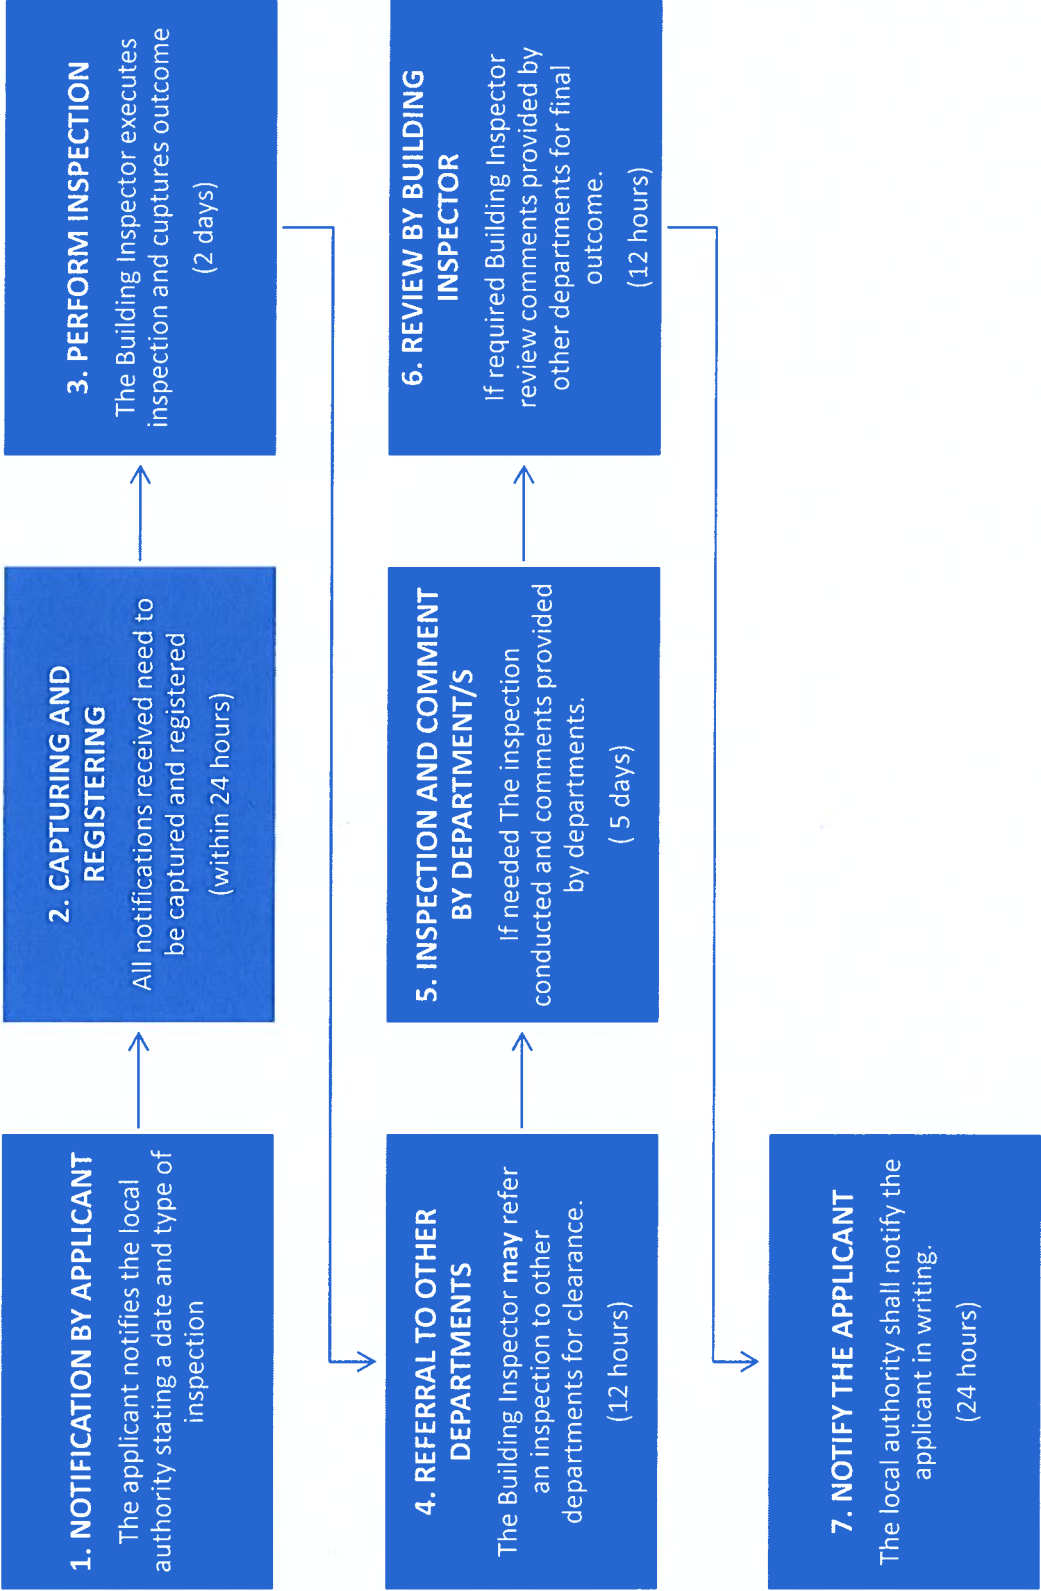 1. NOTIFICATION BY APPLICANT
The applicant notifies the local
authority stating a date and type of
inspection
2. CAPTURING AND
REGISTERING
All notifications received need to
be captured and registered
(within 24 hours)
3. PERFORM INSPECTION
The Building Inspector executes
inspection and cuptures outcome
(2 days)
4. REFERRAL TO OTHER
DEPARTMENTS
The Building Inspector may refer
an inspection to other
departments for clearance.
(12 hours)
5. INSPECTION AND COMMENT
BY DEPARTMENT/S
If needed The inspection
conducted and comments provided
by departments.
( 5 days)
6. REVIEW BY BUILDING
INSPECTOR
If required Building Inspector
review comments provided by
other departments for final
outcome.
(12 hours)
7. NOTIFY THE APPLICANT
The local authority shall notify the
applicant in writing.
(24 hours)